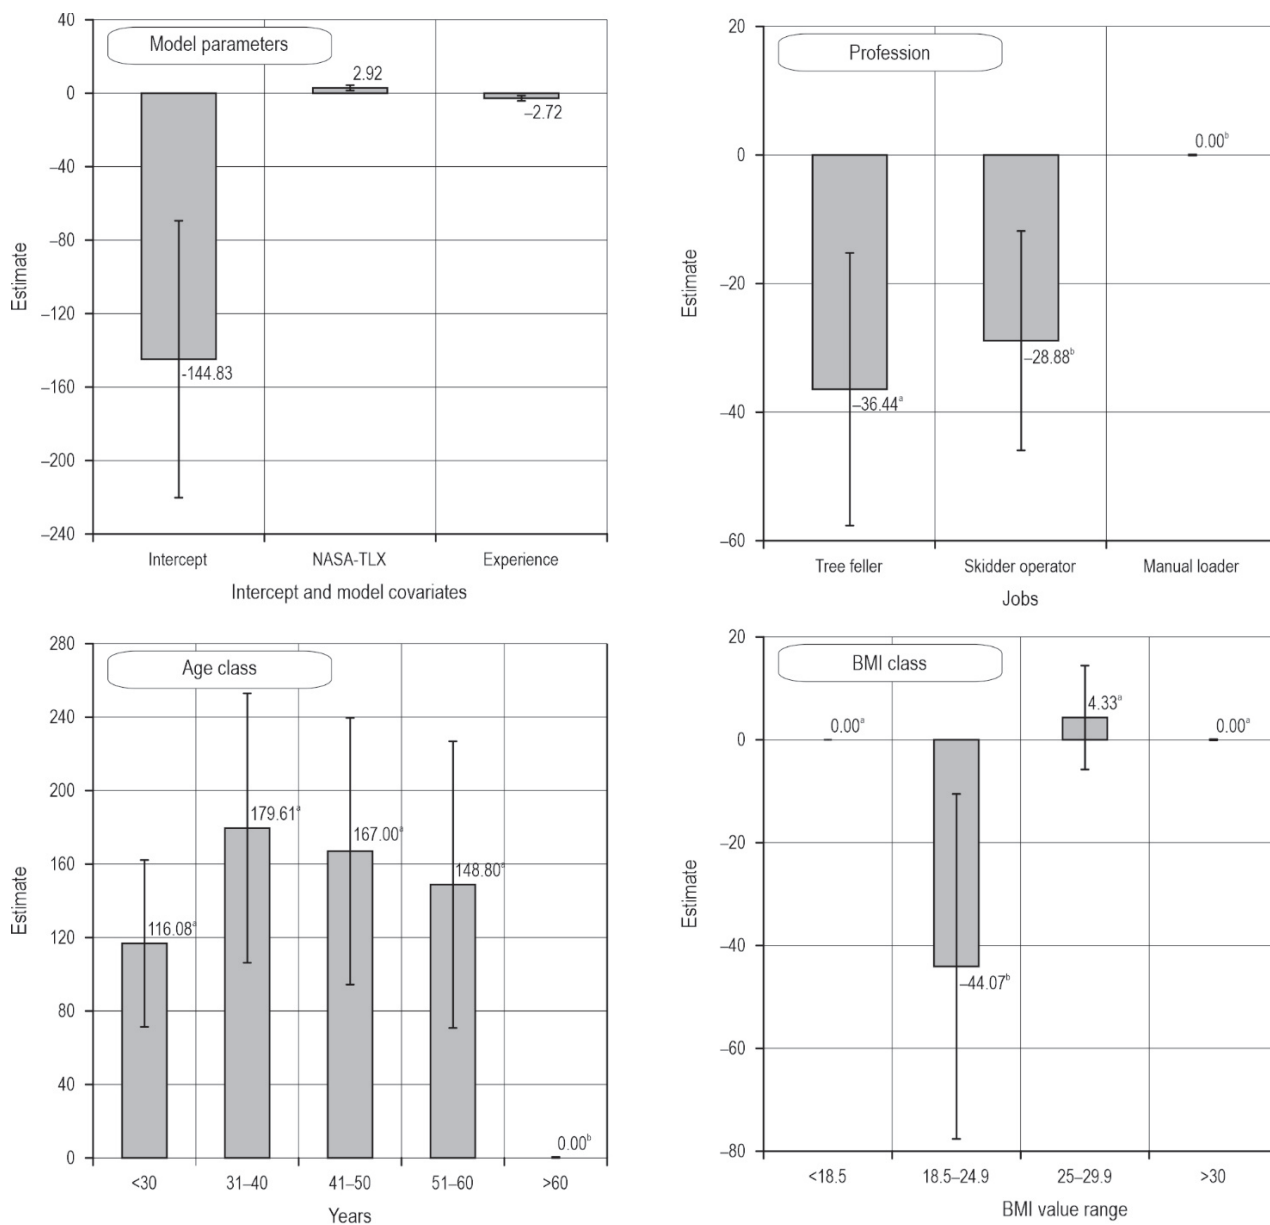 Model parameters
40
0
–40
–80
–120
–160
–200
–240
Estimate
2.92
–2.72
-144.83
Intercept NASA-TLX Experience
Intercept and model covariates
Profession
20
0
–20
–40
–60
Estimate
0.00ᵇ
–28.88ᵇ
–36.44ᵃ
Tree feller Skidder operator Manual loader
Jobs
Age class
280
240
200
160
120
80
40
0
Estimate
116.08ᵃ
179.61ᵃ
167.00ᵃ
148.80ᵃ
0.00ᵇ
<30 31–40 41–50 51–60 >60
Years
BMI class
20
0
–20
–40
–60
–80
Estimate
0.00ᵃ
–44.07ᵇ
4.33ᵃ
0.00ᵃ
<18.5 18.5–24.9 25–29.9 >30
BMI value range